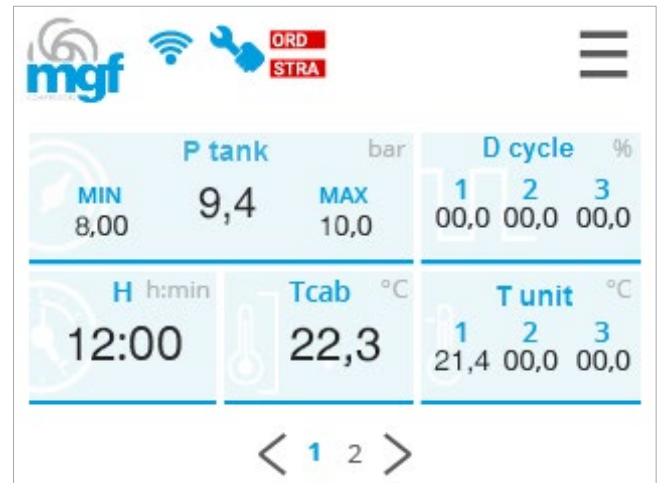 mgf
ORD
STRA
P tank bar
MIN 9,4 MAX
8,00 10,0
D cycle %
1 2 3
00,0 00,0 00,0
H h:min
12:00
Tcab °C
22,3
T unit °C
1 2 3
21,4 00,0 00,0
1 2